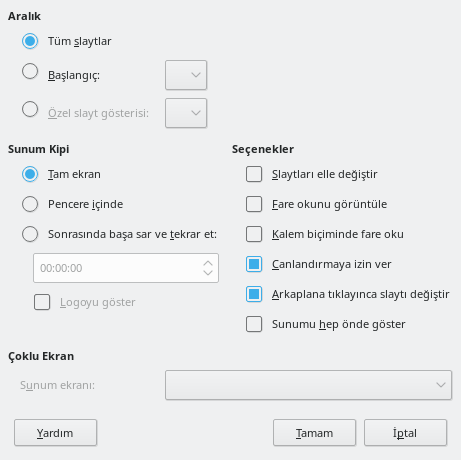 Aralık
Tüm slaytlar
Başlangıç:
Özel slayt gösterisi:
Sunum Kipi
Tam ekran
Pencere içinde
Sonrasında başa sar ve tekrar et:
00:00:00
Logoyu göster
Seçenekler
Slaytları elle değiştir
Fare okunu görüntüle
Kalem biçiminde fare oku
Canlandırmaya izin ver
Arkaplana tıklayınca slaytı değiştir
Sunumu hep önde göster
Çoklu Ekran
Sunum ekranı:
Yardım
Tamam
İptal